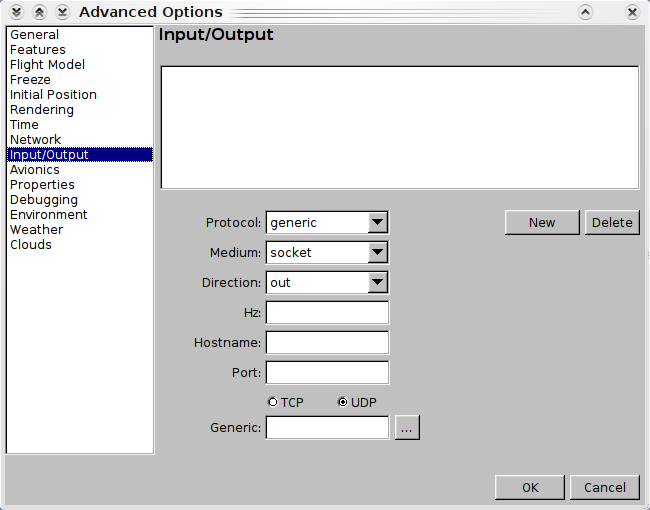 Advanced Options
General
Features
Flight Model
Freeze
Initial Position
Rendering
Time
Network
Input/Output
Avionics
Properties
Debugging
Environment
Weather
Clouds
Input/Output
Protocol: generic
New Delete
Medium: socket
Direction: out
Hz:
Hostname:
Port:
TCP UDP
Generic: ...
OK Cancel